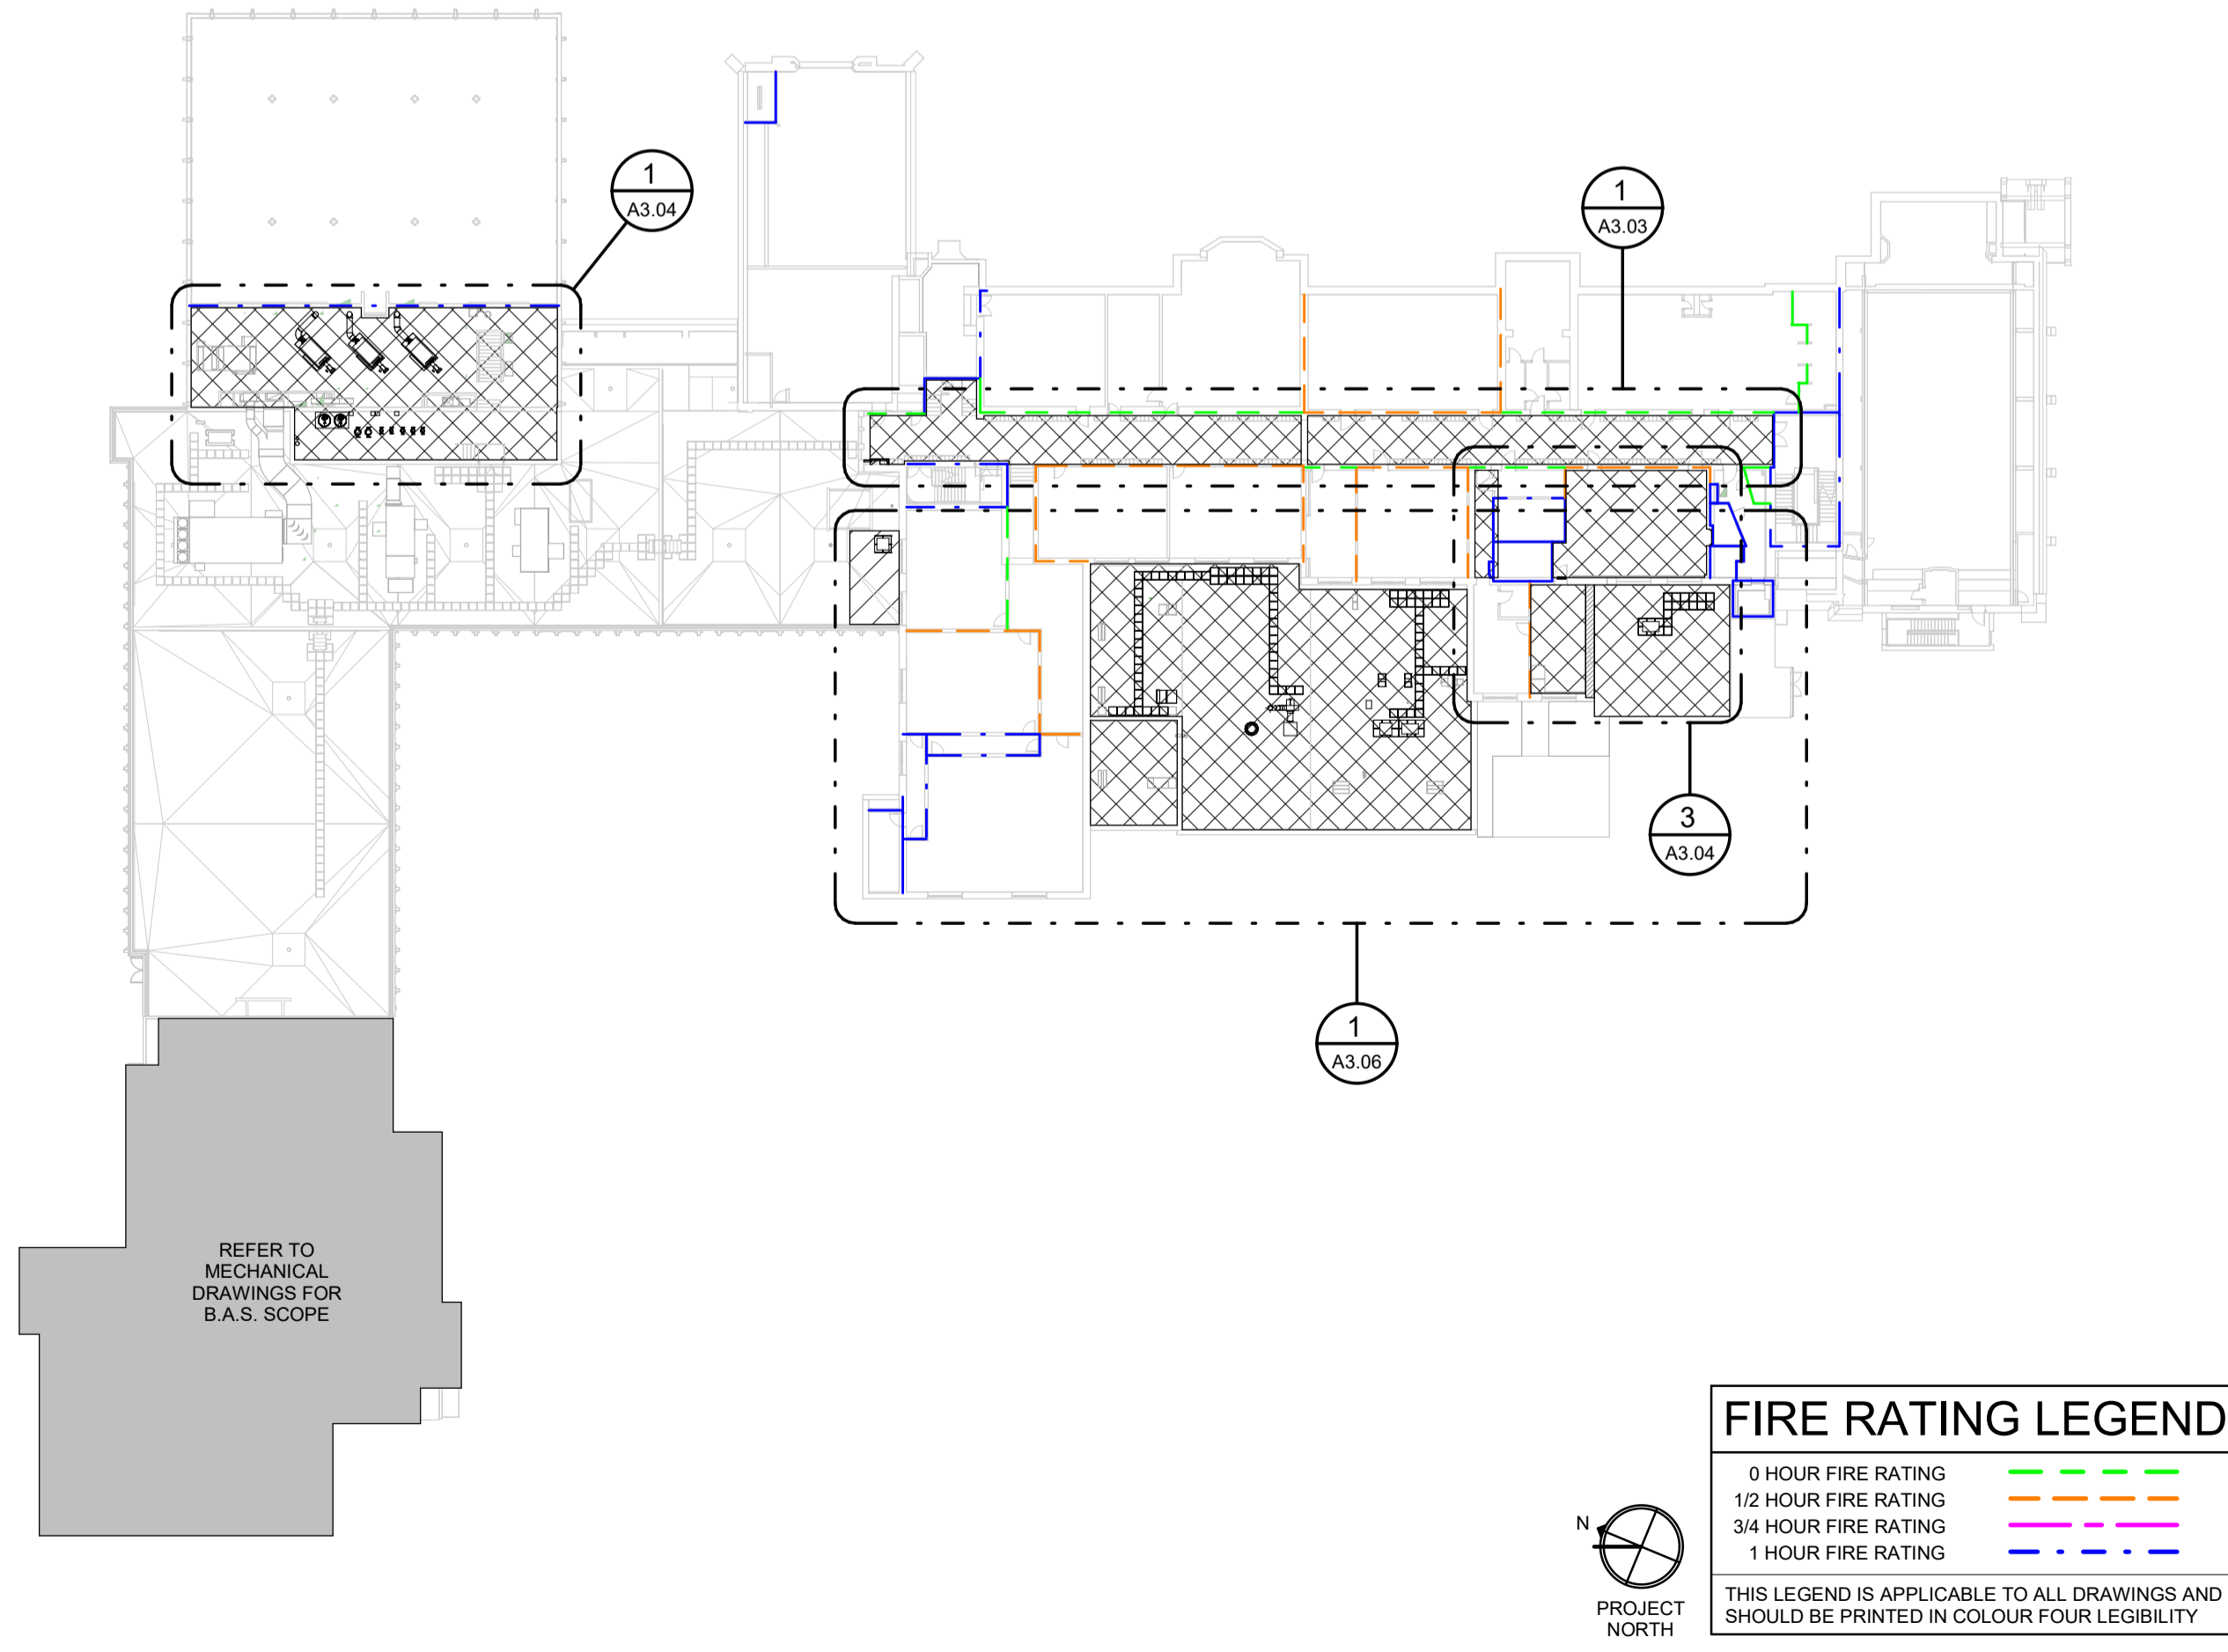 1
A3.04
1
A3.03
3
A3.04
1
A3.06
REFER TO
MECHANICAL
DRAWINGS FOR
B.A.S. SCOPE
N
PROJECT
NORTH
FIRE RATING LEGEND
0 HOUR FIRE RATING
1/2 HOUR FIRE RATING
3/4 HOUR FIRE RATING
1 HOUR FIRE RATING
THIS LEGEND IS APPLICABLE TO ALL DRAWINGS AND
SHOULD BE PRINTED IN COLOUR FOUR LEGIBILITY